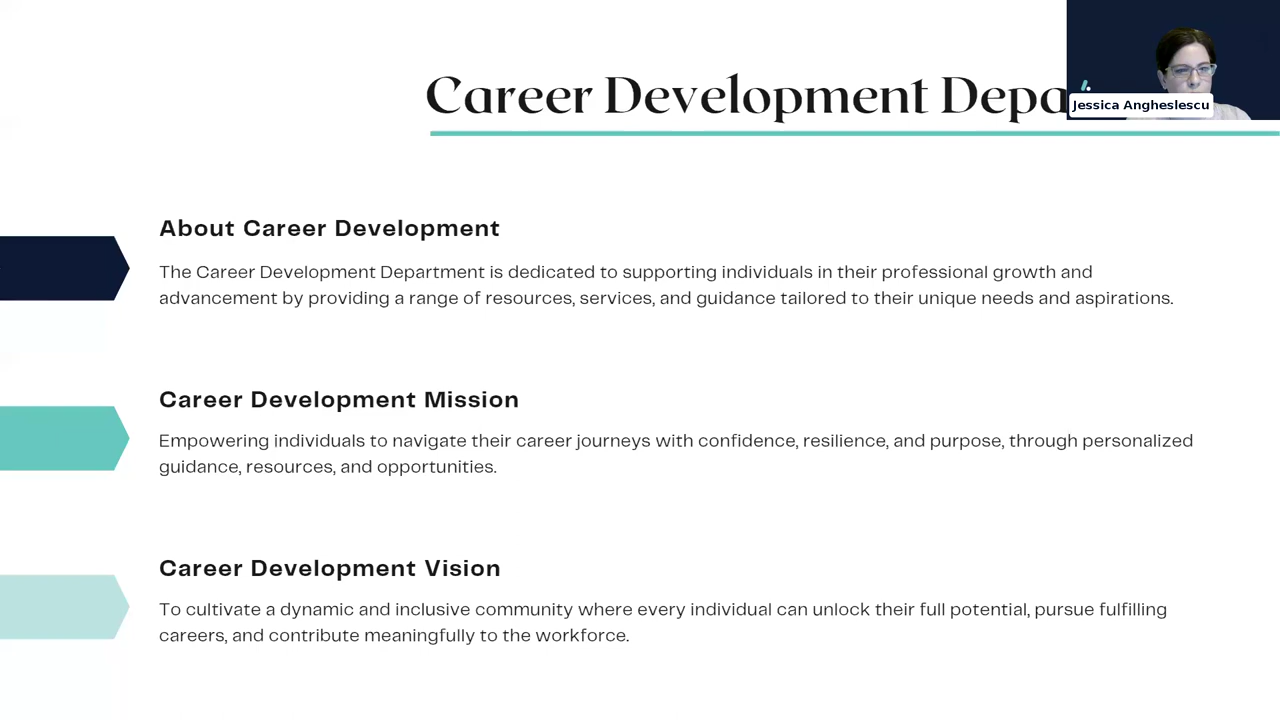 Career Development Depa
Jessica Angheslescu
About Career Development
The Career Development Department is dedicated to supporting individuals in their professional growth and
advancement by providing a range of resources, services, and guidance tailored to their unique needs and aspirations.
Career Development Mission
Empowering individuals to navigate their career journeys with confidence, resilience, and purpose, through personalized
guidance, resources, and opportunities.
Career Development Vision
To cultivate a dynamic and inclusive community where every individual can unlock their full potential, pursue fulfilling
careers, and contribute meaningfully to the workforce.